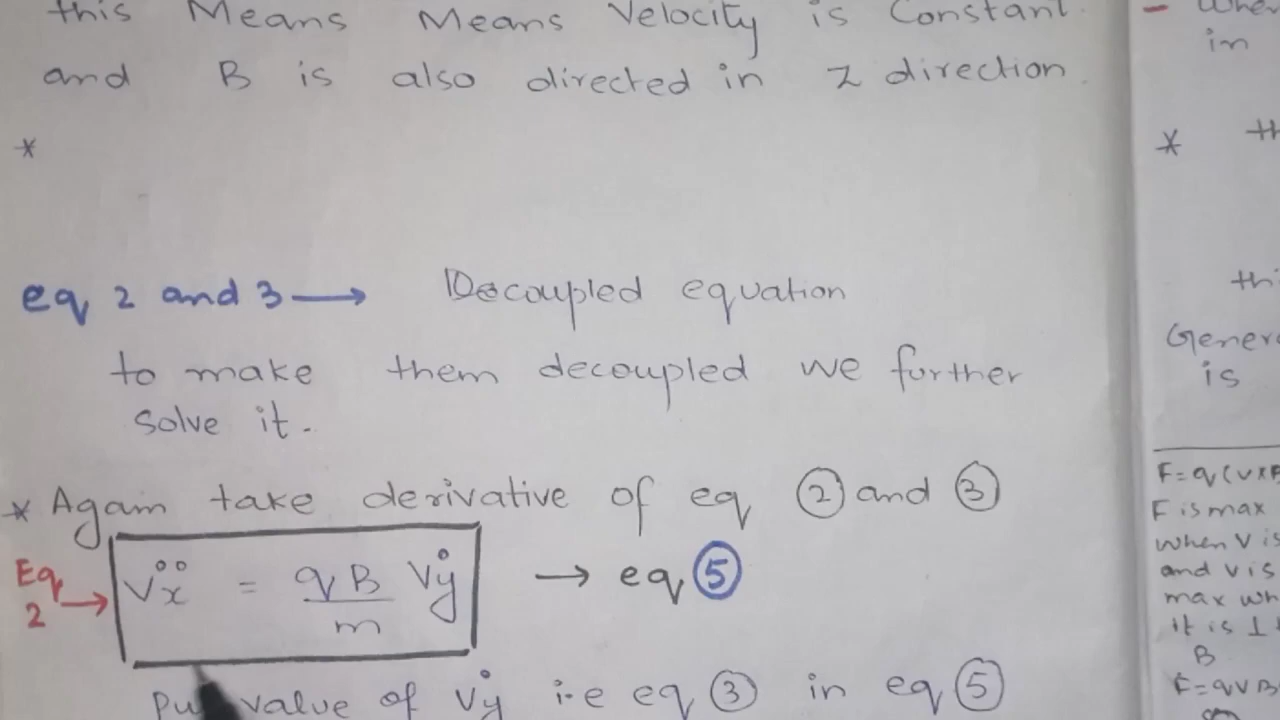 this Means Means Velocity is Constant
and B is also directed in Z direction
*
eq 2 and 3 → Decoupled equation
to make them decoupled we further
solve it.
* Again take derivative of eq ② and ③
Eq 2 → v̈x = qB/m v̇y → eq ⑤
Put value of v̇y i.e eq ③ in eq ⑤
in
*
is
F=q(V×
F is max
when V is
and V is
max wh
it is ⊥
B
F=qVB